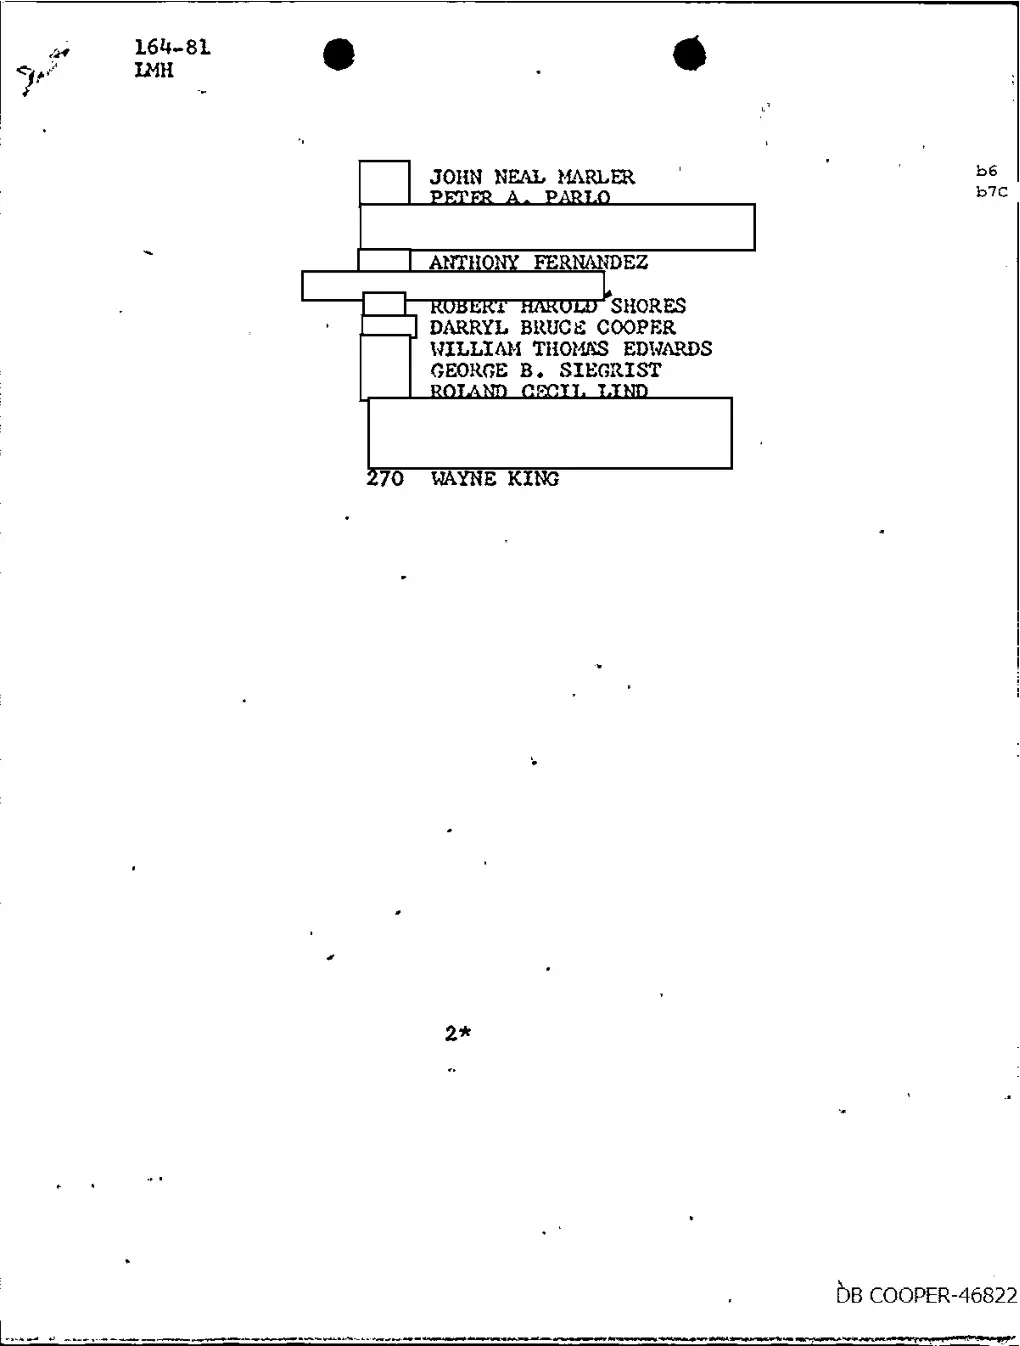 164-81
LMH
b6
b7C
JOHN NEAL MARLER
PETER A. PARLO
ANTHONY FERNANDEZ
ROBERT HAROLD SHORES
DARRYL BRUCE COOPER
WILLIAM THOMAS EDWARDS
GEORGE B. SIEGRIST
ROLAND CECIL LIND
270 WAYNE KING
2*
DB COOPER-46822